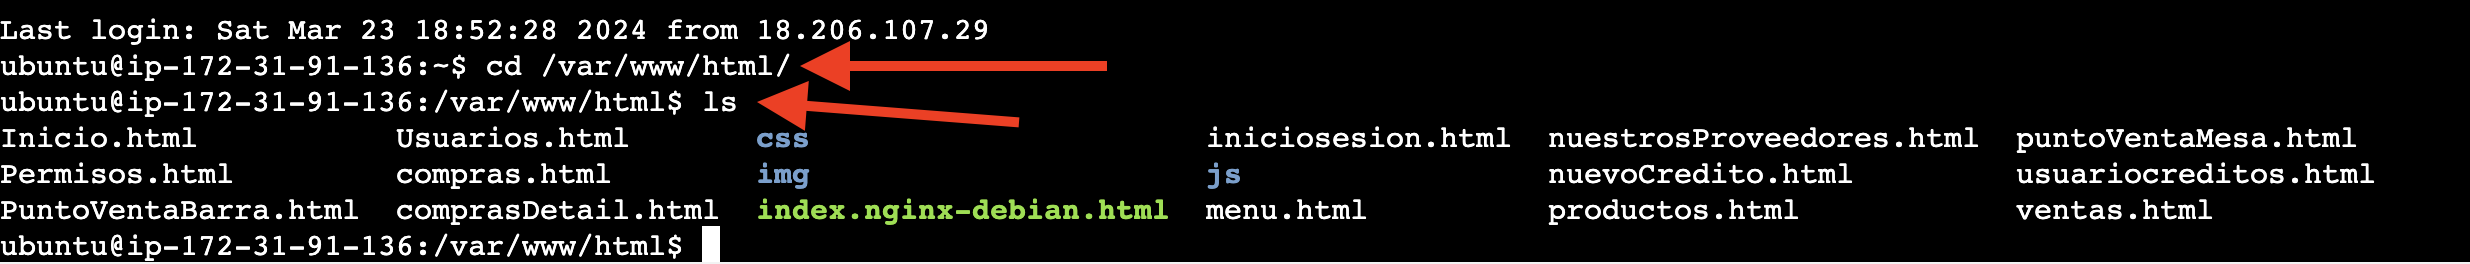 Last login: Sat Mar 23 18:52:28 2024 from 18.206.107.29
ubuntu@ip-172-31-91-136:~$ cd /var/www/html/
ubuntu@ip-172-31-91-136:/var/www/html$ ls
Inicio.html Usuarios.html css iniciosesion.html nuestrosProveedores.html puntoVentaMesa.html
Permisos.html compras.html img js nuevoCredito.html usuariocreditos.html
PuntoVentaBarra.html comprasDetail.html index.nginx-debian.html menu.html productos.html ventas.html
ubuntu@ip-172-31-91-136:/var/www/html$